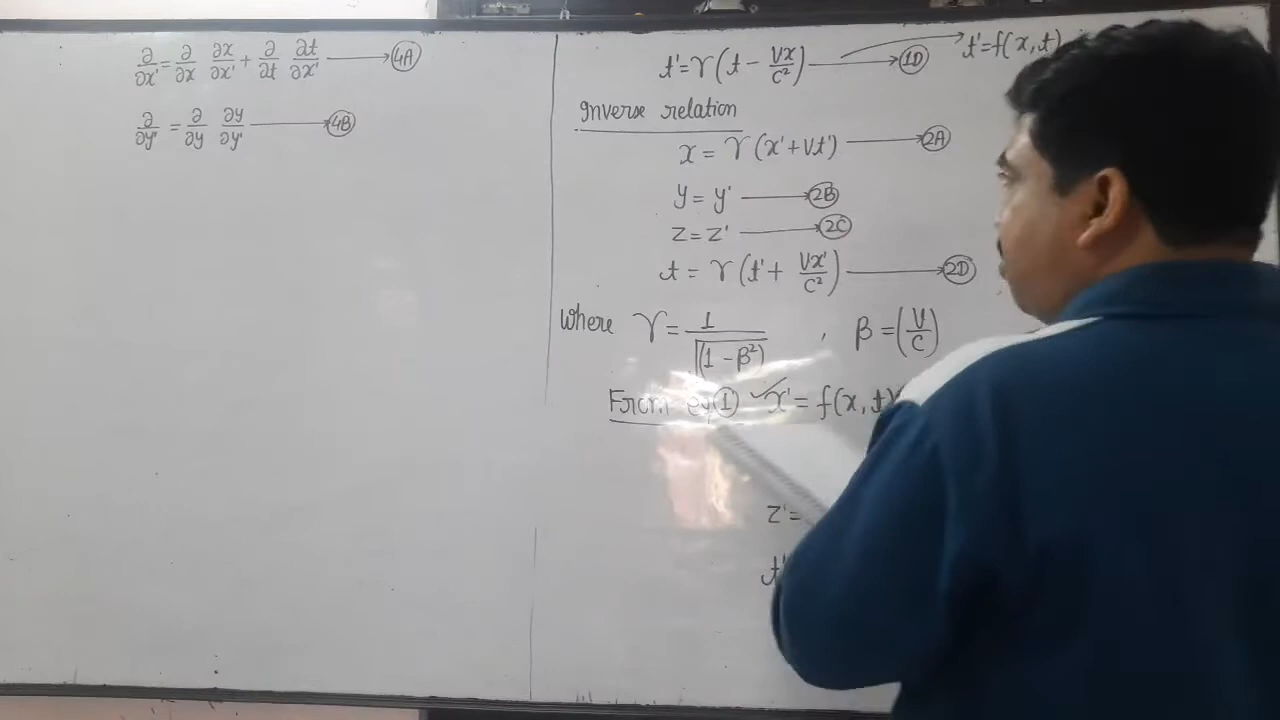 ∂/∂x' = ∂/∂x ∂x/∂x' + ∂/∂t ∂t/∂x' → 4A
∂/∂y' = ∂/∂y ∂y/∂y' → 4B
t' = γ(t − Vx/C²) → 1D → t' = f(x, t)
Inverse relation
x = γ(x' + Vt') → 2A
y = y' → 2B
z = z' → 2C
t = γ(t' + Vx'/C²) → 2D
Where γ = 1/√(1 − β²) , β = (V/C)
From eq 1 ✓ x' = f(x, t)
z' =
t'